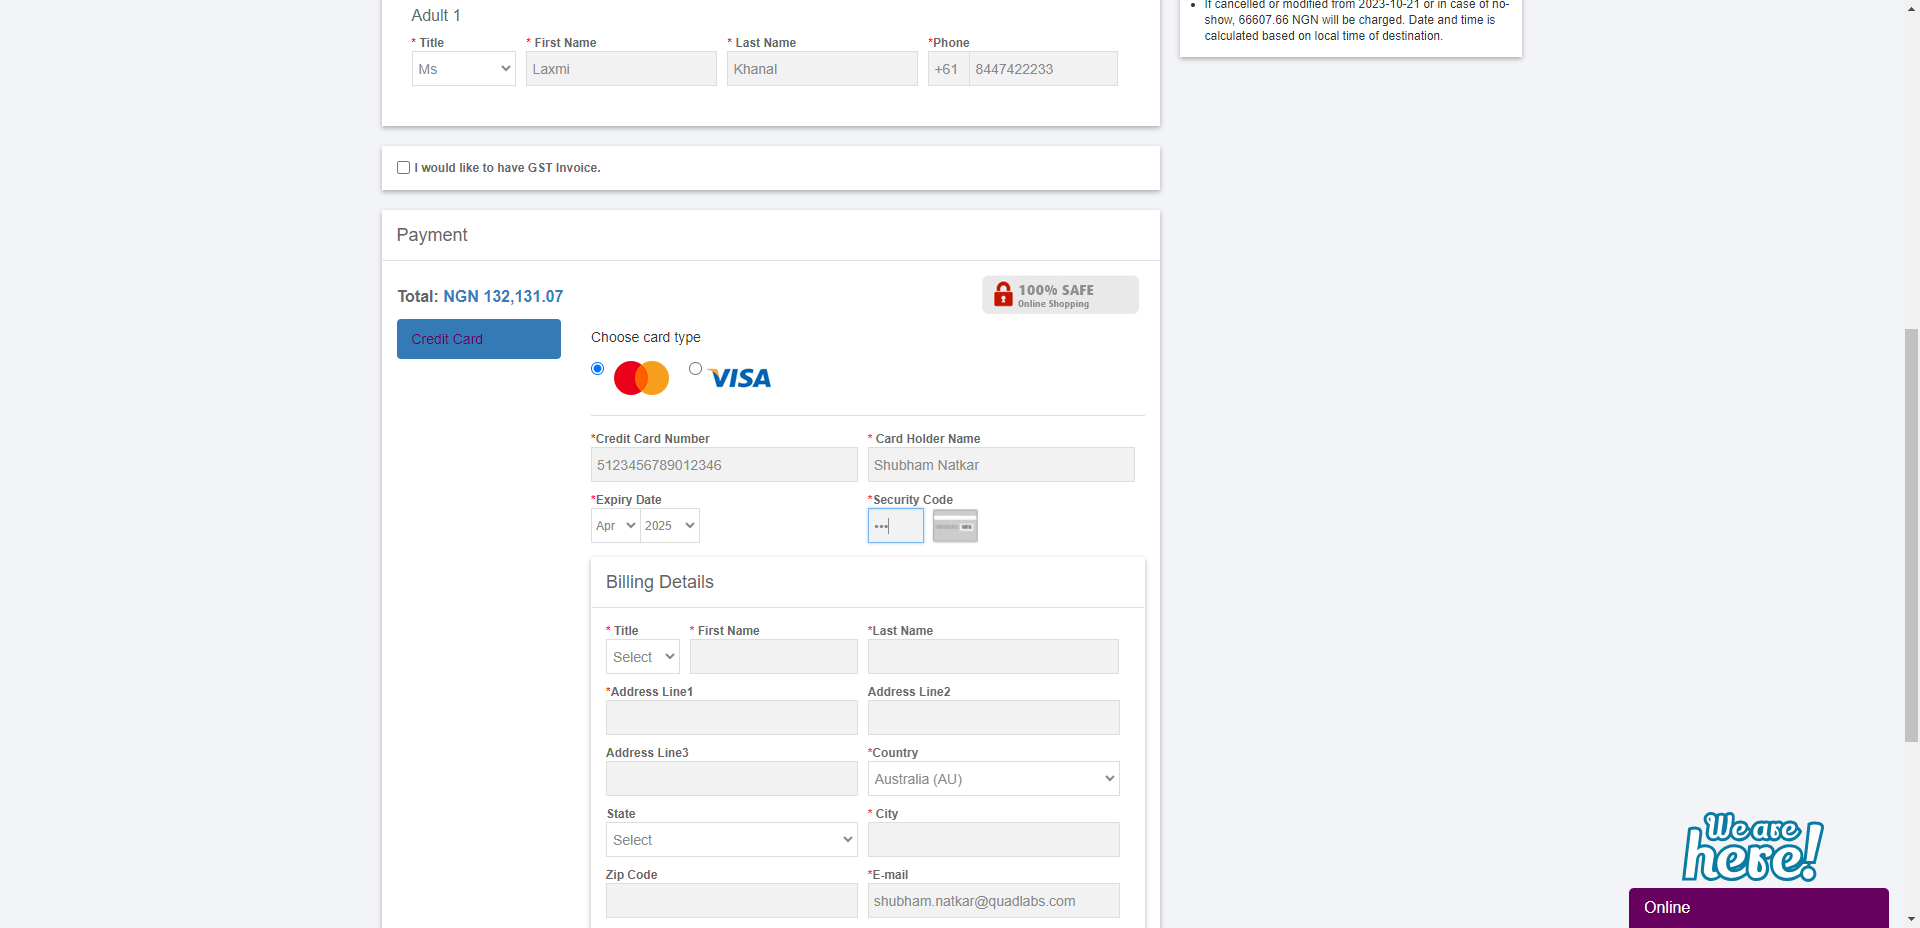 If cancelled or modified from 2023-10-21 or in case of no-
show, 66607.66 NGN will be charged. Date and time is
calculated based on local time of destination.
Adult 1
* Title * First Name * Last Name *Phone
Ms Laxmi Khanal +61 8447422233
I would like to have GST Invoice.
Payment
Total: NGN 132,131.07
100% SAFE
Online Shopping
Credit Card
Choose card type
VISA
*Credit Card Number * Card Holder Name
5123456789012346 Shubham Natkar
*Expiry Date *Security Code
Apr 2025 •••
Billing Details
* Title * First Name *Last Name
Select
*Address Line1 Address Line2
Address Line3 *Country
Australia (AU)
State * City
Select
Zip Code *E-mail
shubham.natkar@quadlabs.com
We are
here!
Online